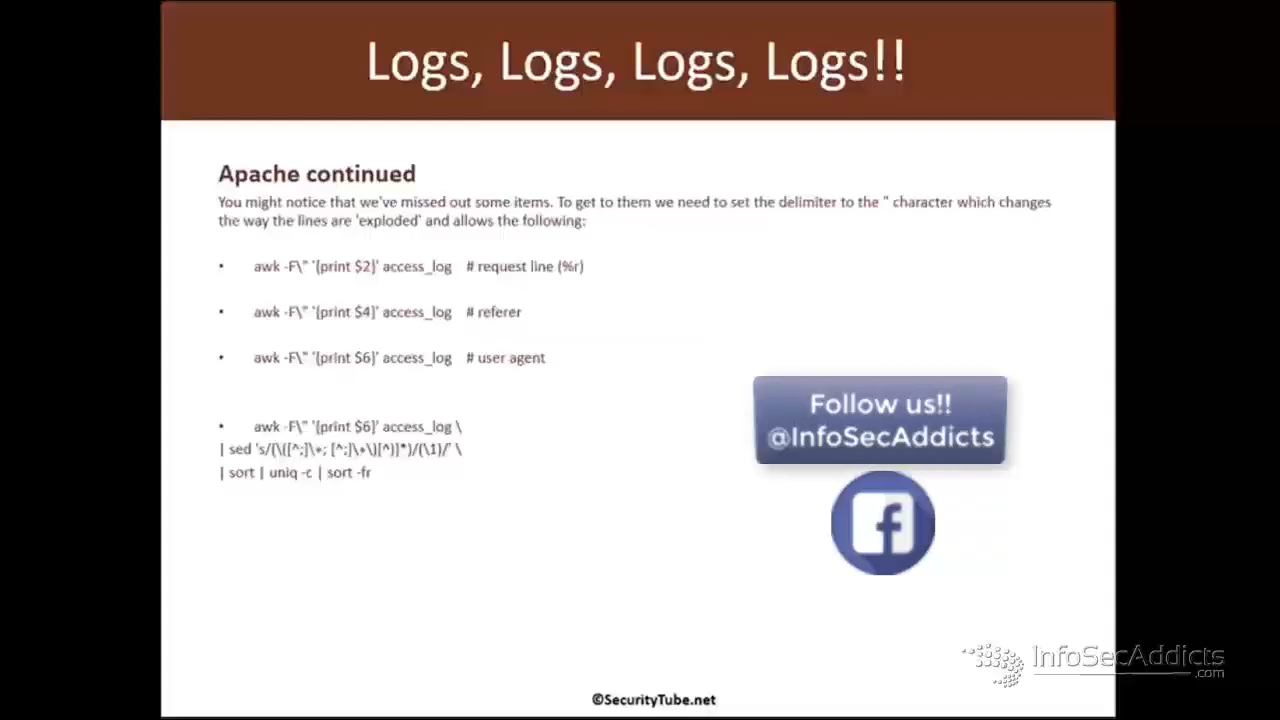 Logs, Logs, Logs, Logs!!
Apache continued
You might notice that we've missed out some items. To get to them we need to set the delimiter to the " character which changes
the way the lines are 'exploded' and allows the following:
• awk -F\" '{print $2}' access_log # request line (%r)
• awk -F\" '{print $4}' access_log # referer
• awk -F\" '{print $6}' access_log # user agent
• awk -F\" '{print $6}' access_log \
| sed 's/(\([^;]\+; [^;]\+\)[^)]*)/(\1)/' \
| sort | uniq -c | sort -fr
Follow us!!
@InfoSecAddicts
f
InfoSecAddicts
.com
©SecurityTube.net